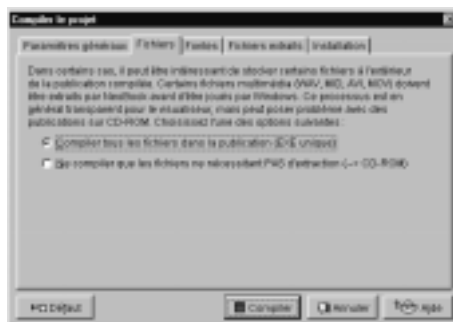 Compiler le projet
Paramètres généraux Fichiers Fontes Fichiers extraits Installation
Dans certains cas, il peut être intéressant de stocker certains fichiers à l'extérieur
de la publication compilée. Certains fichiers multimédia (WAV, MID, AVI, MOV) doivent
être extraits par NeoBook avant d'être joués par Windows. Ce processus est en
général transparent pour le visualiseur, mais peut poser problème avec des
publications sur CD-ROM. Choisissez l'une des options suivantes :
Compiler tous les fichiers dans la publication (EXE unique)
Ne compiler que les fichiers ne nécessitant PAS d'extraction (--> CD-ROM)
Défaut Compiler Annuler Aide